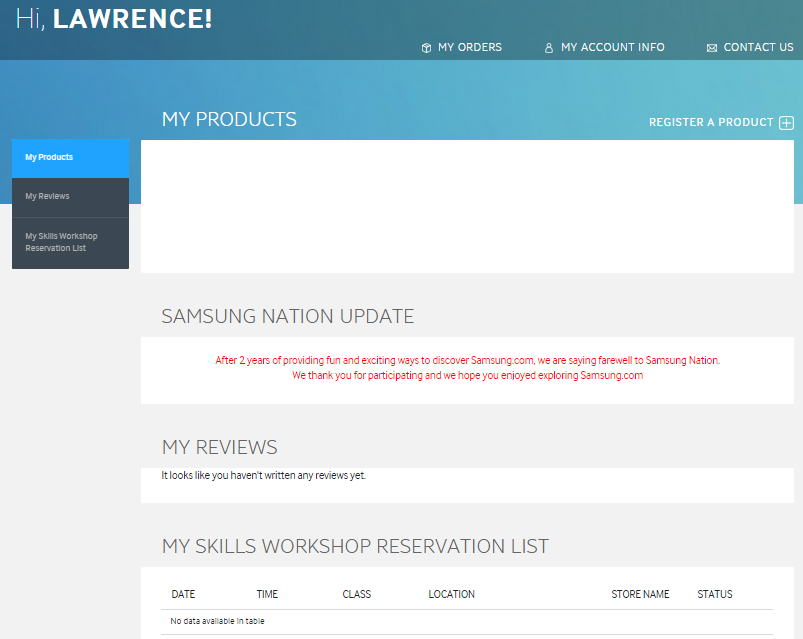 Hi, LAWRENCE!
MY ORDERS
MY ACCOUNT INFO
CONTACT US
MY PRODUCTS
REGISTER A PRODUCT
My Products
My Reviews
My Skills Workshop
Reservation List
SAMSUNG NATION UPDATE
After 2 years of providing fun and exciting ways to discover Samsung.com, we are saying farewell to Samsung Nation.
We thank you for participating and we hope you enjoyed exploring Samsung.com
MY REVIEWS
It looks like you haven't written any reviews yet.
MY SKILLS WORKSHOP RESERVATION LIST
DATE TIME CLASS LOCATION STORE NAME STATUS
No data available in table